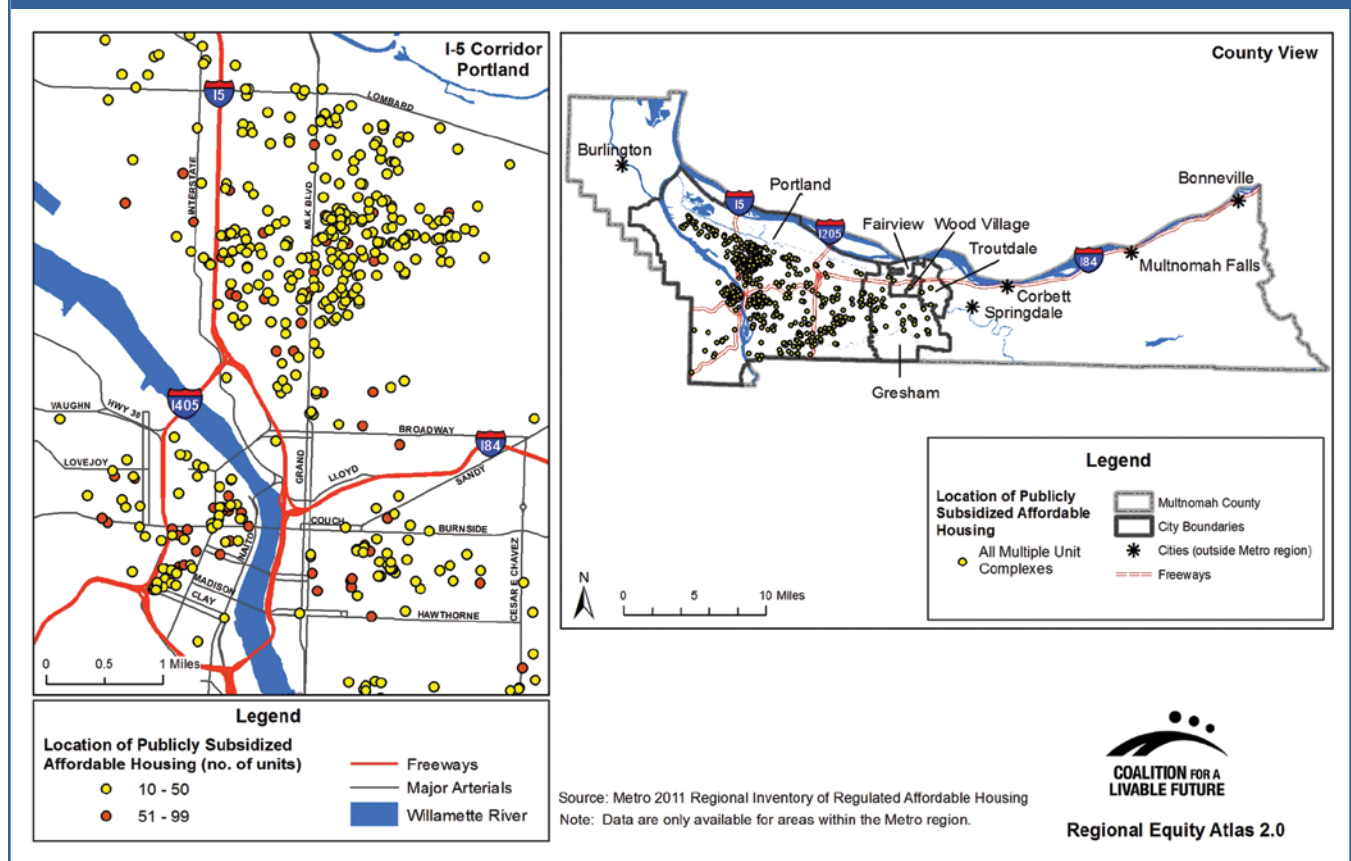 I-5 Corridor
Portland
I5
LOMBARD
INTERSTATE
MLK BLVD
I405
VAUGHN
HWY 30
BROADWAY
I84
LOVEJOY
GRAND
LLOYD
SANDY
COUCH
BURNSIDE
NAITO
MADISON
CLAY
HAWTHORNE
CESAR E CHAVEZ
0 0.5 1 Miles
Legend
Location of Publicly Subsidized
Affordable Housing (no. of units)
10 - 50
51 - 99
Freeways
Major Arterials
Willamette River
County View
Burlington
Portland
I5
I205
Fairview
Wood Village
Troutdale
Bonneville
I84
Multnomah Falls
Corbett
Springdale
Gresham
N
0 5 10 Miles
Legend
Location of Publicly
Subsidized Affordable
Housing
All Multiple Unit
Complexes
Multnomah County
City Boundaries
Cities (outside Metro region)
Freeways
Source: Metro 2011 Regional Inventory of Regulated Affordable Housing
Note: Data are only available for areas within the Metro region.
COALITION FOR A
LIVABLE FUTURE
Regional Equity Atlas 2.0